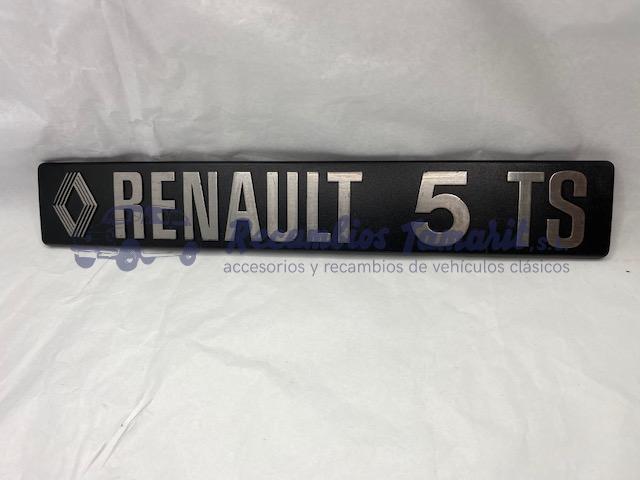 RENAULT 5 TS
Recambios Tamarit, s.l.
accesorios y recambios de vehículos clásicos